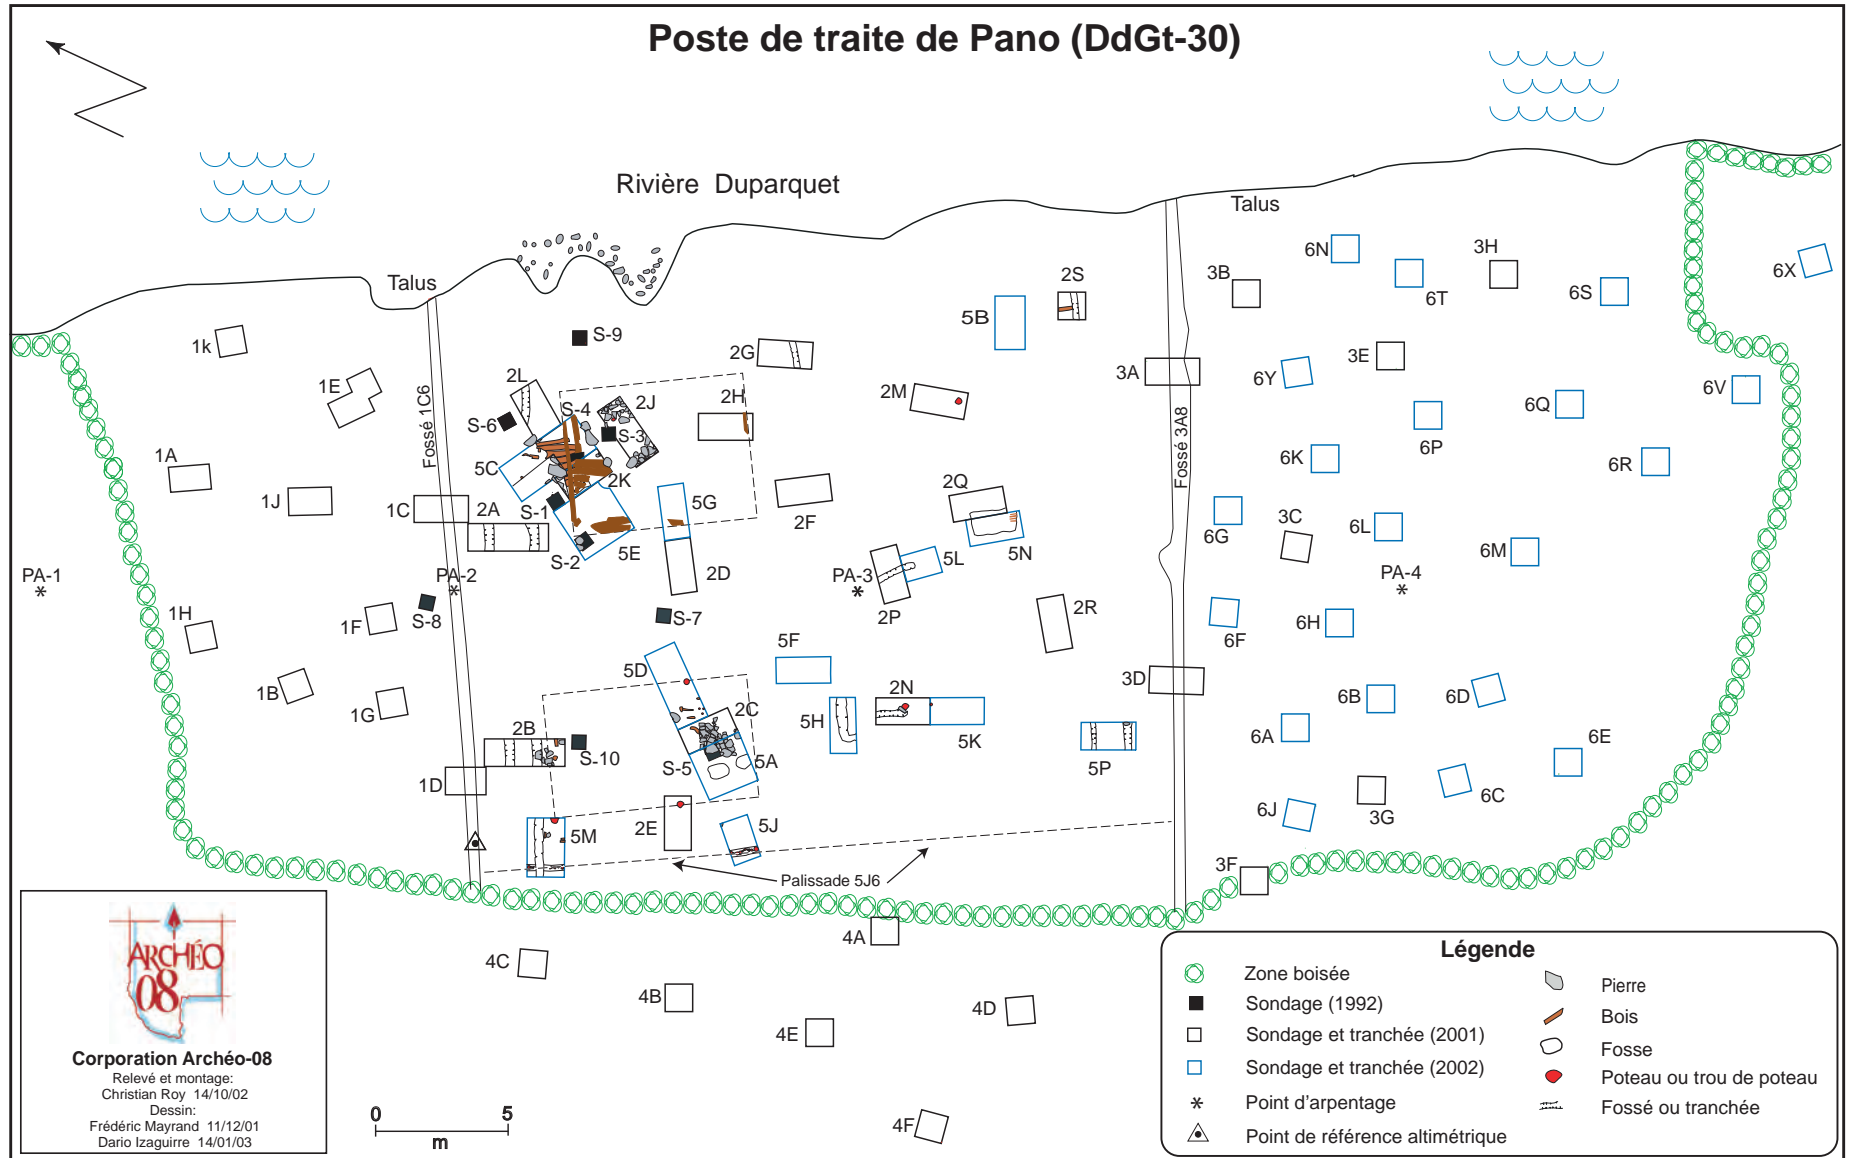 Poste de traite de Pano (DdGt-30)
Rivière Duparquet
Talus
Talus
6N
3H
6X
3B
2S
6T
6S
5B
1k
S-9
2G
3E
3A
6Y
6V
1E
2L
2M
2H
2J
S-4
6Q
S-6
S-3
6P
Fossé 1C6
Fossé 3A8
1A
5C
6K
6R
2K
2Q
1J
1C
2A
S-1
5G
2F
3C
6G
6L
5E
S-2
5N
6M
5L
2D
PA-1
PA-2
PA-3
PA-4
2P
1H
1F
S-8
S-7
2R
6F
6H
5F
5D
3D
1B
1G
2N
6B
6D
2C
5H
5K
2B
S-10
S-5
5A
5P
6A
6E
1D
6J
3G
6C
5M
2E
5J
3F
Palissade 5J6
4A
4C
4B
4E
4D
4F
ARCHÉO
08
Corporation Archéo-08
Relevé et montage:
Christian Roy 14/10/02
Dessin:
Frédéric Mayrand 11/12/01
Dario Izaguirre 14/01/03
0 5
m
Légende
Zone boisée
Sondage (1992)
Sondage et tranchée (2001)
Sondage et tranchée (2002)
Point d'arpentage
Point de référence altimétrique
Pierre
Bois
Fosse
Poteau ou trou de poteau
Fossé ou tranchée